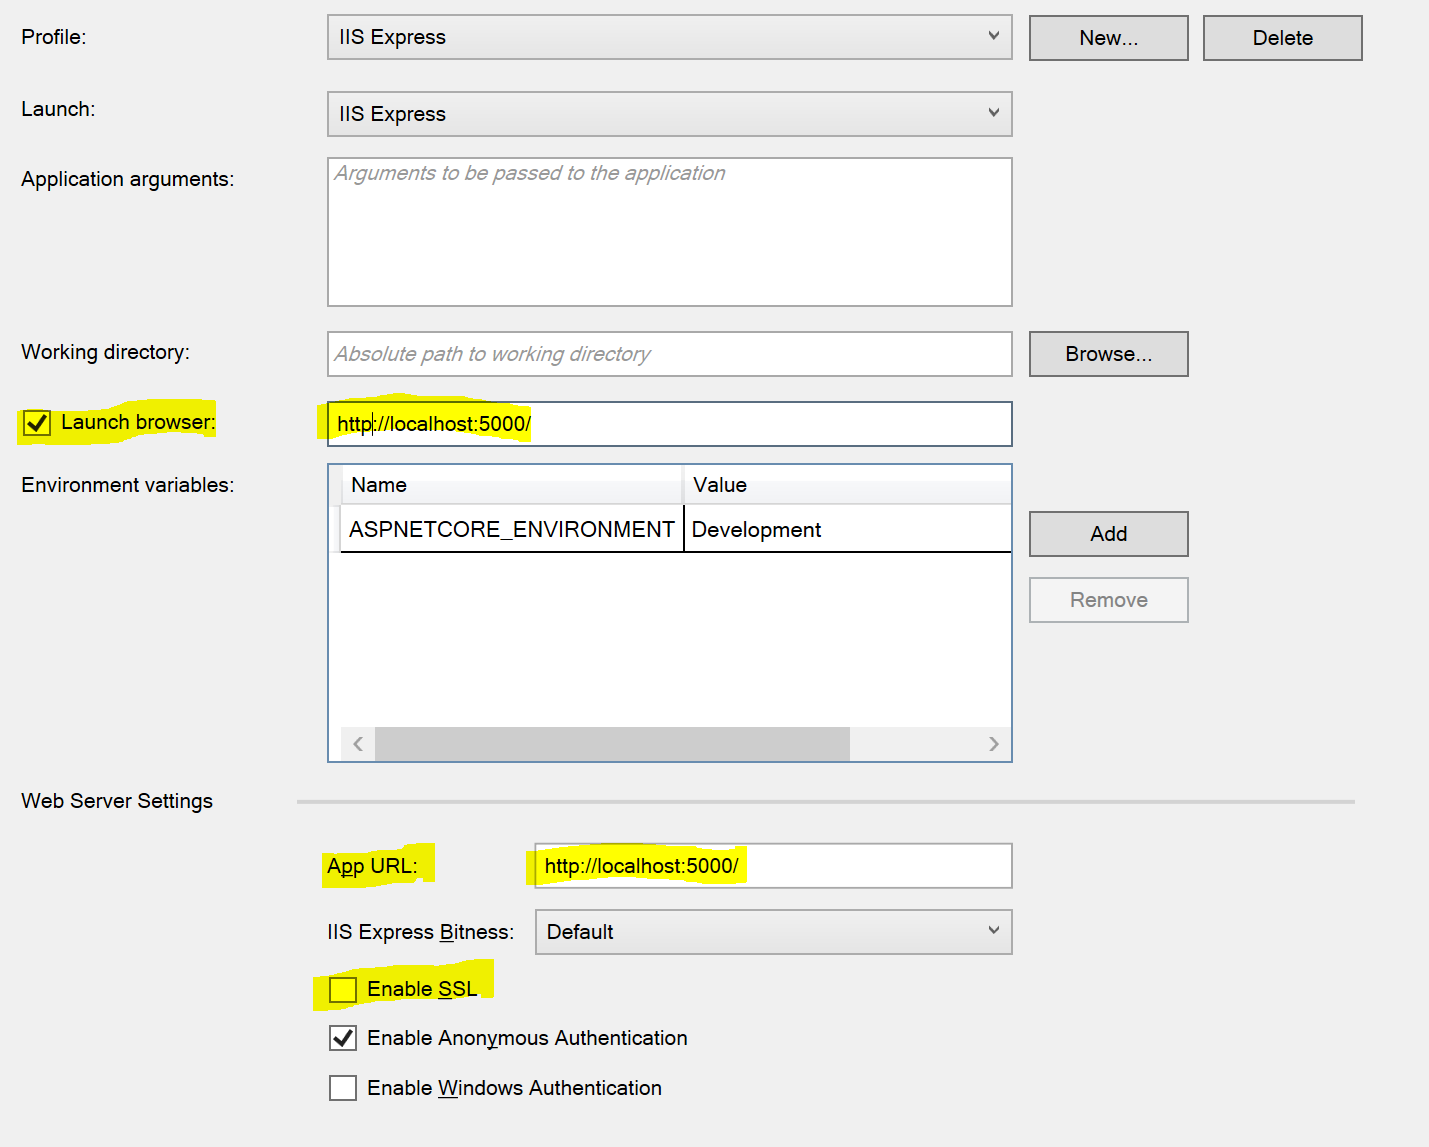 Profile: IIS Express New... Delete
Launch: IIS Express
Application arguments: Arguments to be passed to the application
Working directory: Absolute path to working directory Browse...
Launch browser: http://localhost:5000/
Environment variables: Name Value
ASPNETCORE_ENVIRONMENT Development Add
Remove
Web Server Settings
App URL: http://localhost:5000/
IIS Express Bitness: Default
Enable SSL
Enable Anonymous Authentication
Enable Windows Authentication